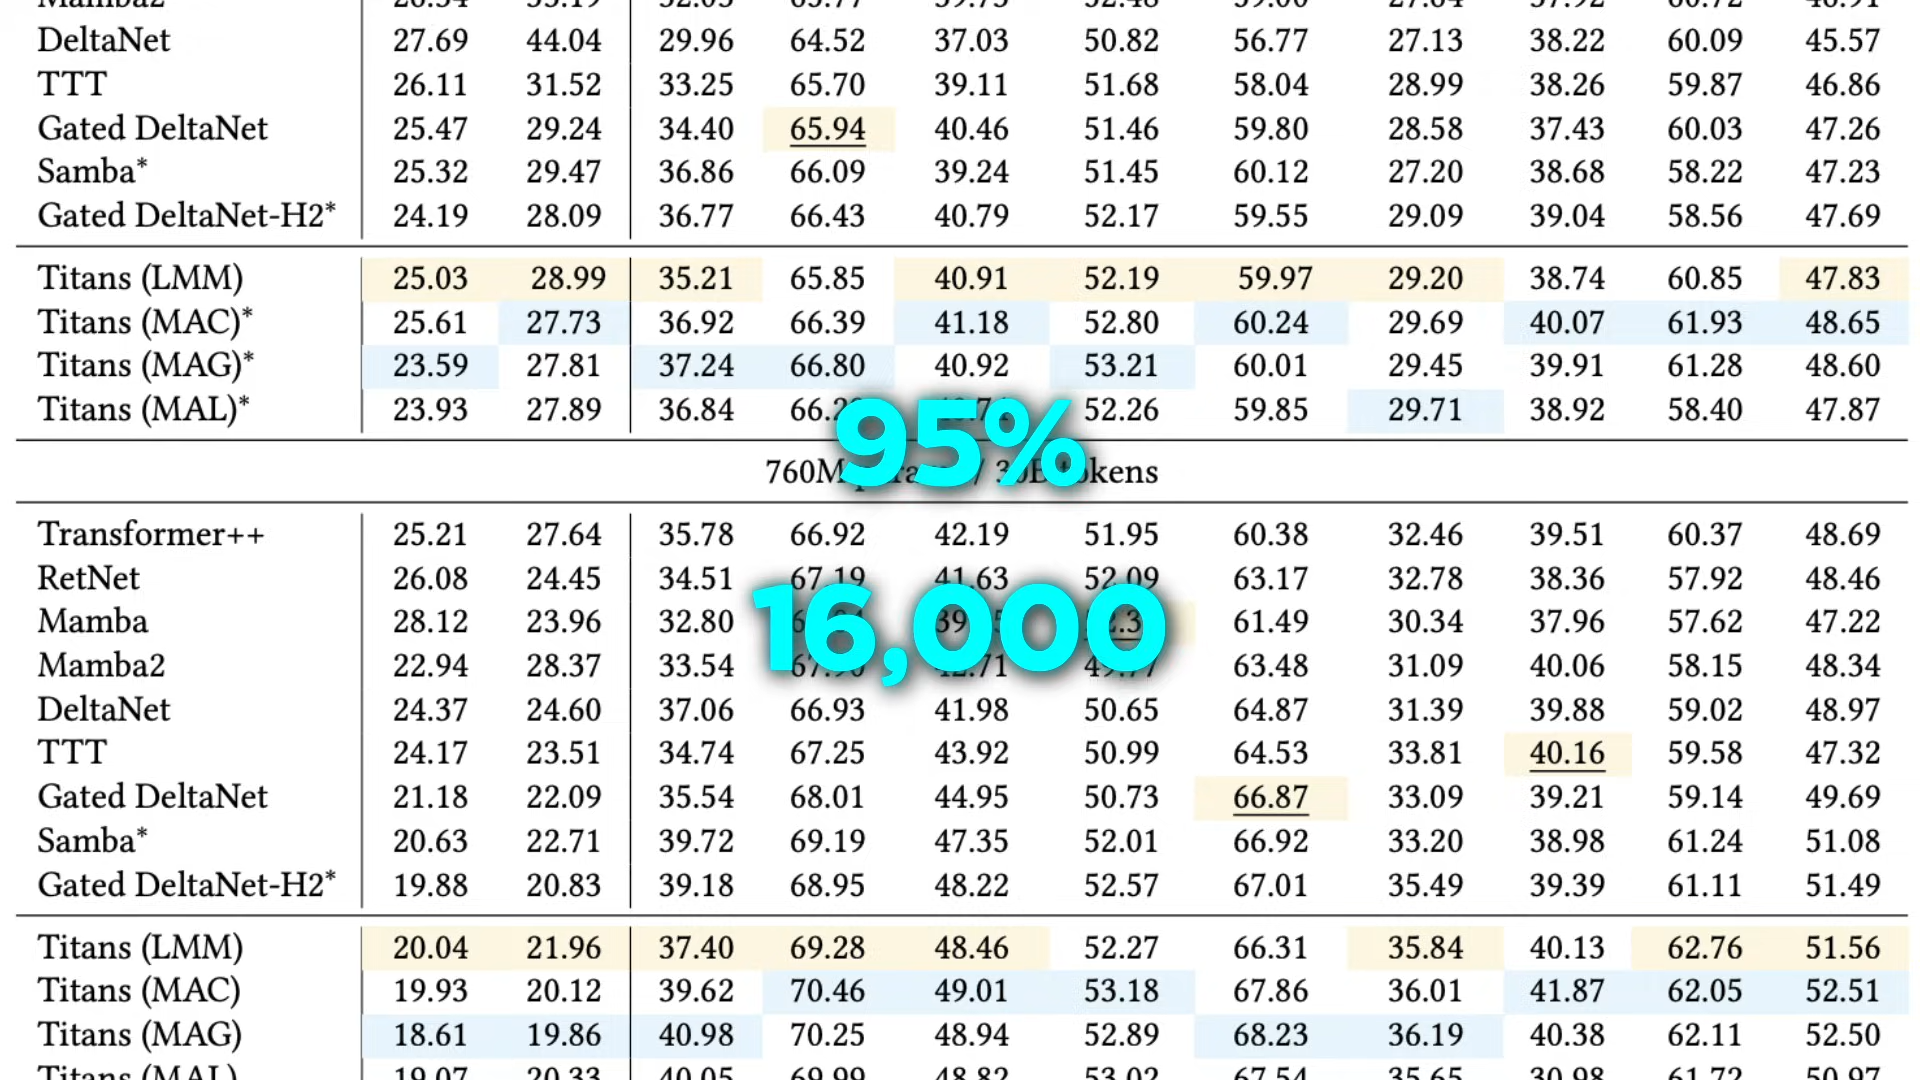 27.69 44.04 29.96 64.52 37.03 50.82 56.77 27.13 38.22 60.09 45.57 DeltaNet
TTT 26.11 31.52 33.25 65.70 39.11 51.68 58.04 28.99 38.26 59.87 46.86
Gated DeltaNet 25.47 29.24 34.40 65.94 40.46 51.46 59.80 28.58 37.43 60.03 47.26
Samba* 25.32 29.47 36.86 66.09 39.24 51.45 60.12 27.20 38.68 58.22 47.23
Gated DeltaNet-H2* 24.19 28.09 36.77 66.43 40.79 52.17 59.55 29.09 39.04 58.56 47.69
Titans (LMM) 25.03 28.99 35.21 65.85 40.91 52.19 59.97 29.20 38.74 60.85 47.83
Titans (MAC)* 25.61 27.73 36.92 66.39 41.18 52.80 60.24 29.69 40.07 61.93 48.65
Titans (MAG)* 23.59 27.81 37.24 66.80 40.92 53.21 60.01 29.45 39.91 61.28 48.60
Titans (MAL)* 23.93 27.89 36.84 52.26 59.85 29.71 38.92 58.40 47.87
95%
760M / tokens
Transformer++ 25.21 27.64 35.78 66.92 42.19 51.95 60.38 32.46 39.51 60.37 48.69
RetNet 26.08 24.45 34.51 67.19 41.63 52.09 63.17 32.78 38.36 57.92 48.46
16,000
Mamba 28.12 23.96 32.80 61.49 30.34 37.96 57.62 47.22
Mamba2 22.94 28.37 33.54 63.48 31.09 40.06 58.15 48.34
DeltaNet 24.37 24.60 37.06 66.93 41.98 50.65 64.87 31.39 39.88 59.02 48.97
TTT 24.17 23.51 34.74 67.25 43.92 50.99 64.53 33.81 40.16 59.58 47.32
Gated DeltaNet 21.18 22.09 35.54 68.01 44.95 50.73 66.87 33.09 39.21 59.14 49.69
Samba* 20.63 22.71 39.72 69.19 47.35 52.01 66.92 33.20 38.98 61.24 51.08
Gated DeltaNet-H2* 19.88 20.83 39.18 68.95 48.22 52.57 67.01 35.49 39.39 61.11 51.49
Titans (LMM) 20.04 21.96 37.40 69.28 48.46 52.27 66.31 35.84 40.13 62.76 51.56
Titans (MAC) 19.93 20.12 39.62 70.46 49.01 53.18 67.86 36.01 41.87 62.05 52.51
Titans (MAG) 18.61 19.86 40.98 70.25 48.94 52.89 68.23 36.19 40.38 62.11 52.50